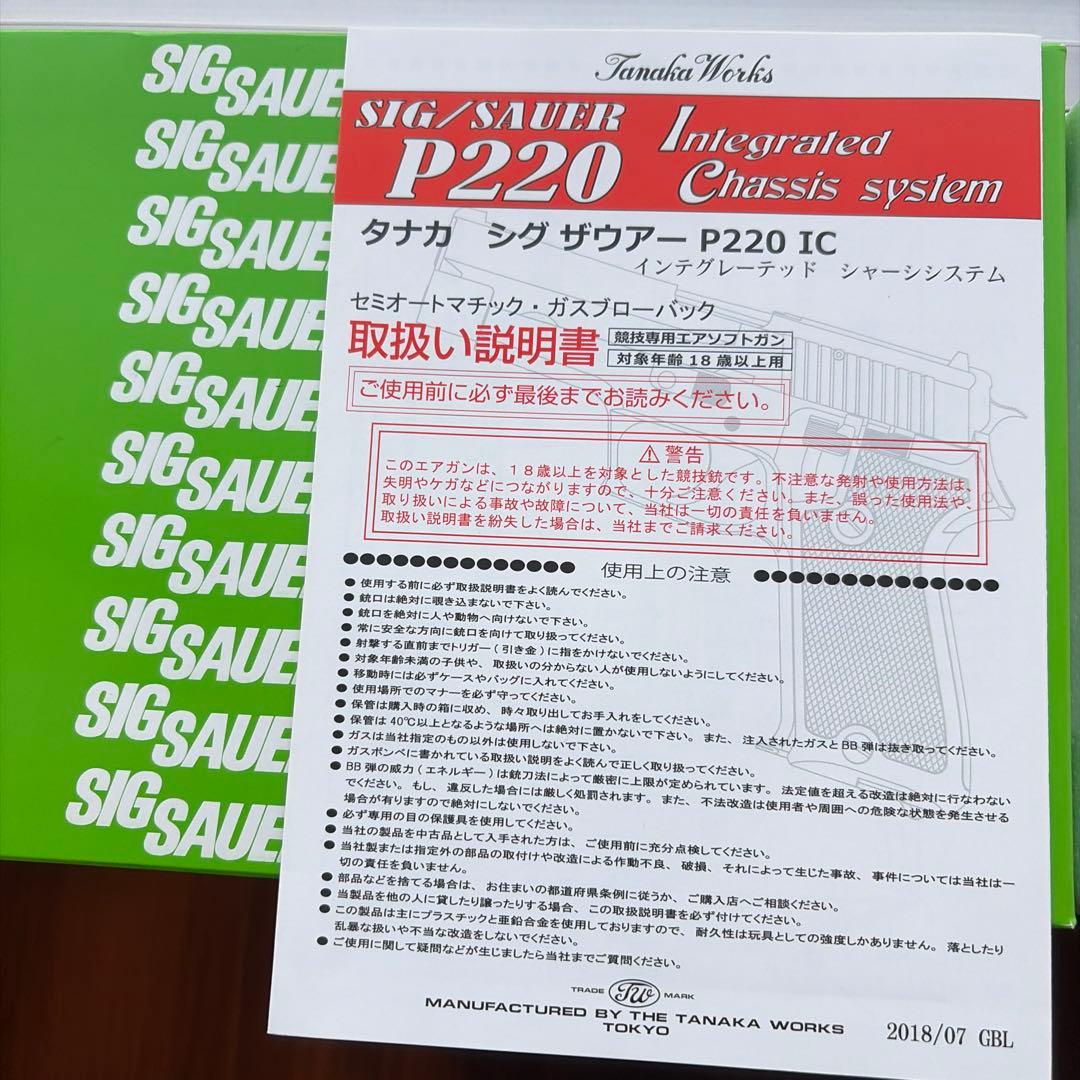 SIG SAUE
SIG SAUE
SIG SAUE
SIG SAUE
SIG SAUE
SIG SAUE
SIG SAUE
SIG SAUE
SIG SAUE
SIG SAUE
Tanaka Works
SIG/SAUER
P220
Integrated
Chassis system
タナカ シグ ザウアー P220 IC
インテグレーテッド シャーシシステム
セミオートマチック・ガスブローバック
取扱い説明書
競技専用エアソフトガン
対象年齢18歳以上用
ご使用前に必ず最後までお読みください。
⚠警告
このエアガンは、18歳以上を対象とした競技銃です。不注意な発射や使用方法は、
失明やケガなどにつながりますので、十分ご注意ください。また、誤った使用法や、
取り扱いによる事故や故障について、当社は一切の責任を負いません。
取扱い説明書を紛失した場合は、当社までご請求ください。
使用上の注意
● 使用する前に必ず取扱説明書をよく読んでください。
● 銃口は絶対に覗き込まないで下さい。
● 銃口を絶対に人や動物へ向けないで下さい。
● 常に安全な方向に銃口を向けて取り扱ってください。
● 射撃する直前までトリガー(引き金)に指をかけないでください。
● 対象年齢未満の子供や、取扱いの分からない人が使用しないようにしてください。
● 移動時には必ずケースやバッグに入れてください。
● 使用場所でのマナーを必ず守ってください。
● 保管は購入時の箱に収め、時々取り出してお手入れをしてください。
● 保管は40℃以上となるような場所へは絶対に置かないで下さい。また、注入されたガスとBB弾は抜き取ってください。
● ガスは当社指定のもの以外は使用しないで下さい。
● ガスボンベに書かれている取扱い説明をよく読んで正しく取り扱ってください。
● BB弾の威力(エネルギー)は銃刀法によって厳密に上限が定められています。法定値を超える改造は絶対に行なわない
でください。もし、違反した場合には厳しく処罰されます。また、不法改造は使用者や周囲への危険な状態を発生させる
場合が有りますので絶対にしないでください。
● 必ず専用の目の保護具を使用してください。
● 当社の製品を中古品として入手された方は、ご使用前に充分点検してください。
● 当社製または指定外の部品の取付けや改造による作動不良、破損、それによって生じた事故、事件については当社は一
切の責任を負いません。
● 部品などを捨てる場合は、お住まいの都道府県条例に従うか、ご購入店へご相談ください。
● 当製品を他の人に貸したり譲ったりする場合、この取扱説明書を必ず付けてください。
● この製品は主にプラスチックと亜鉛合金を使用しておりますので、耐久性は玩具としての強度しかありません。落としたり
乱暴な扱いや不当な改造をしないでください。
● ご使用に関して疑問などが生じましたら当社までご質問ください。
TRADE TW MARK
MANUFACTURED BY THE TANAKA WORKS
TOKYO
2018/07 GBL